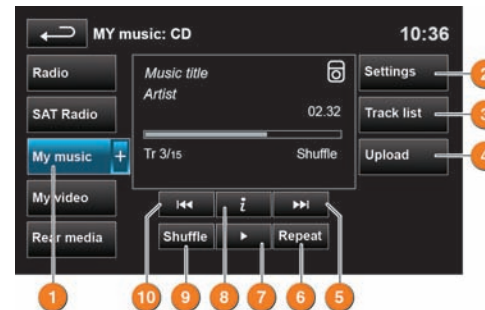 MY music: CD
10:36
Radio
Music title
Settings
2
Artist
SAT Radio
02.32
Track list
3
My music +
Tr 3/15
Shuffle
Upload
4
My video
i
Rear media
Shuffle
Repeat
1
10
9
8
7
6
5